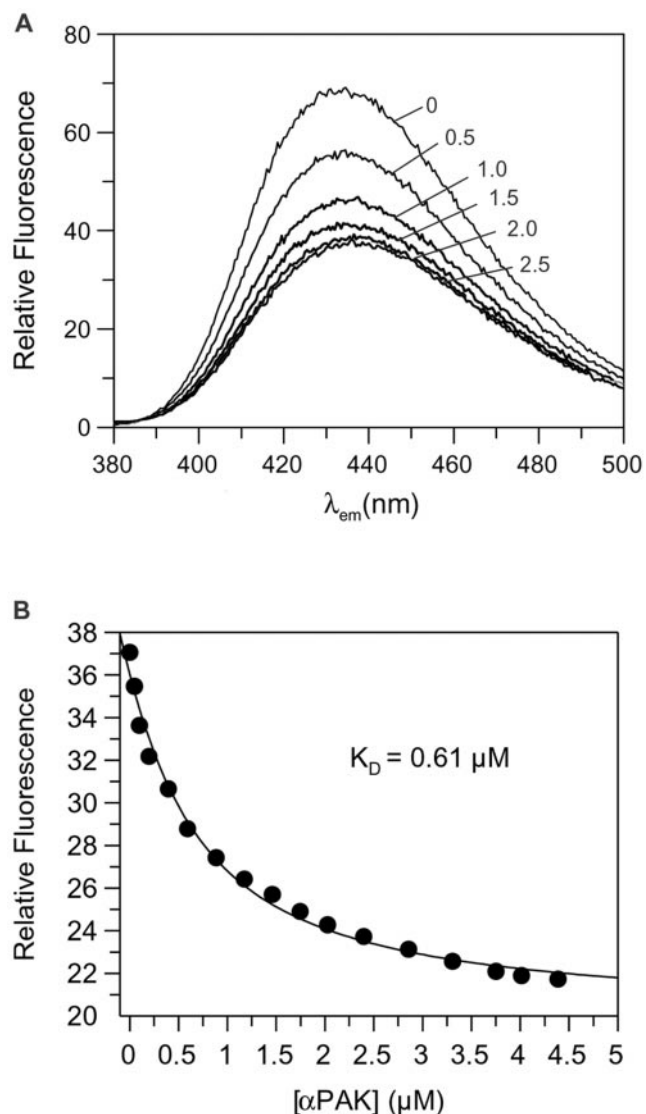 A
Relative Fluorescence
80
60
40
20
0
0
0.5
1.0
1.5
2.0
2.5
380 400 420 440 460 480 500
λem(nm)
B
Relative Fluorescence
38
36
34
32
30
28
26
24
22
20
KD = 0.61 µM
0 0.5 1 1.5 2 2.5 3 3.5 4 4.5 5
[αPAK] (µM)